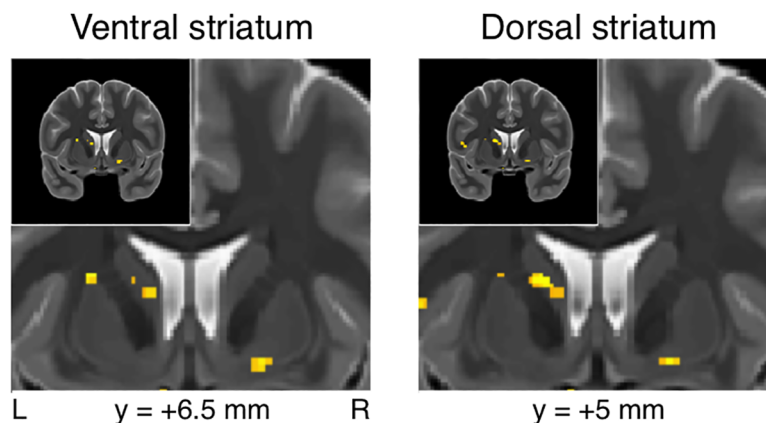 Ventral striatum
Dorsal striatum
L y = +6.5 mm R
y = +5 mm